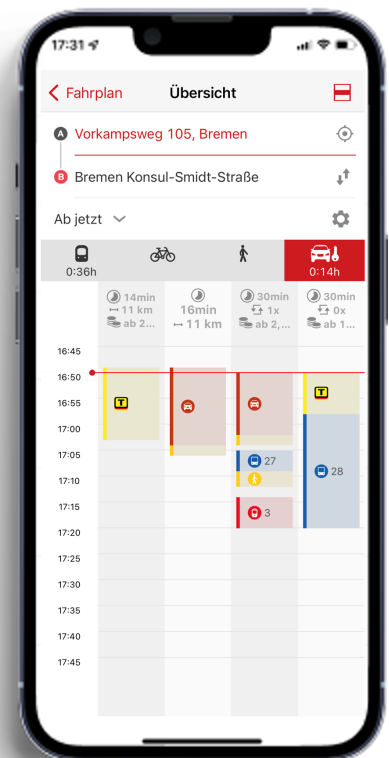 17:31
Fahrplan Übersicht
A Vorkampsweg 105, Bremen
B Bremen Konsul-Smidt-Straße
Ab jetzt
0:36h 0:14h
14min 30min 30min
11 km 16min 1x 0x
ab 2... 11 km ab 2,... ab 1...
16:45
16:50
16:55 T T
17:00
17:05 27
17:10 28
17:15 3
17:20
17:25
17:30
17:35
17:40
17:45